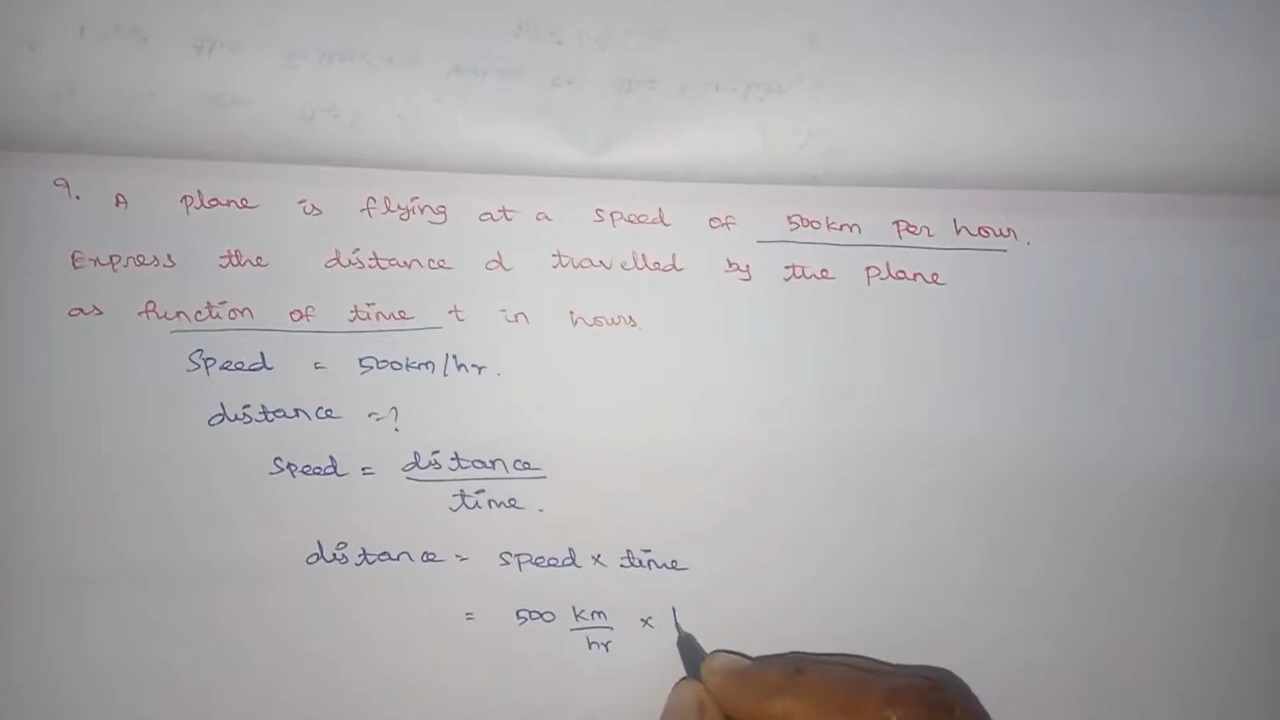 9. A plane is flying at a speed of 500km per hour.
Express the distance d travelled by the plane
as function of time t in hours
Speed = 500km/hr.
distance = ?
Speed = distance
time.
distance = speed × time
= 500 km ×
hr